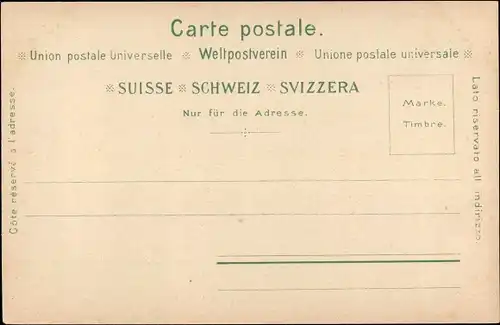 Carte postale.
Union postale universelle Weltpostverein Unione postale universale
SUISSE SCHWEIZ SVIZZERA
Nur für die Adresse.
Marke.
Timbre.
Côté réservé à l'adresse.
Lato riservato all indirizzo